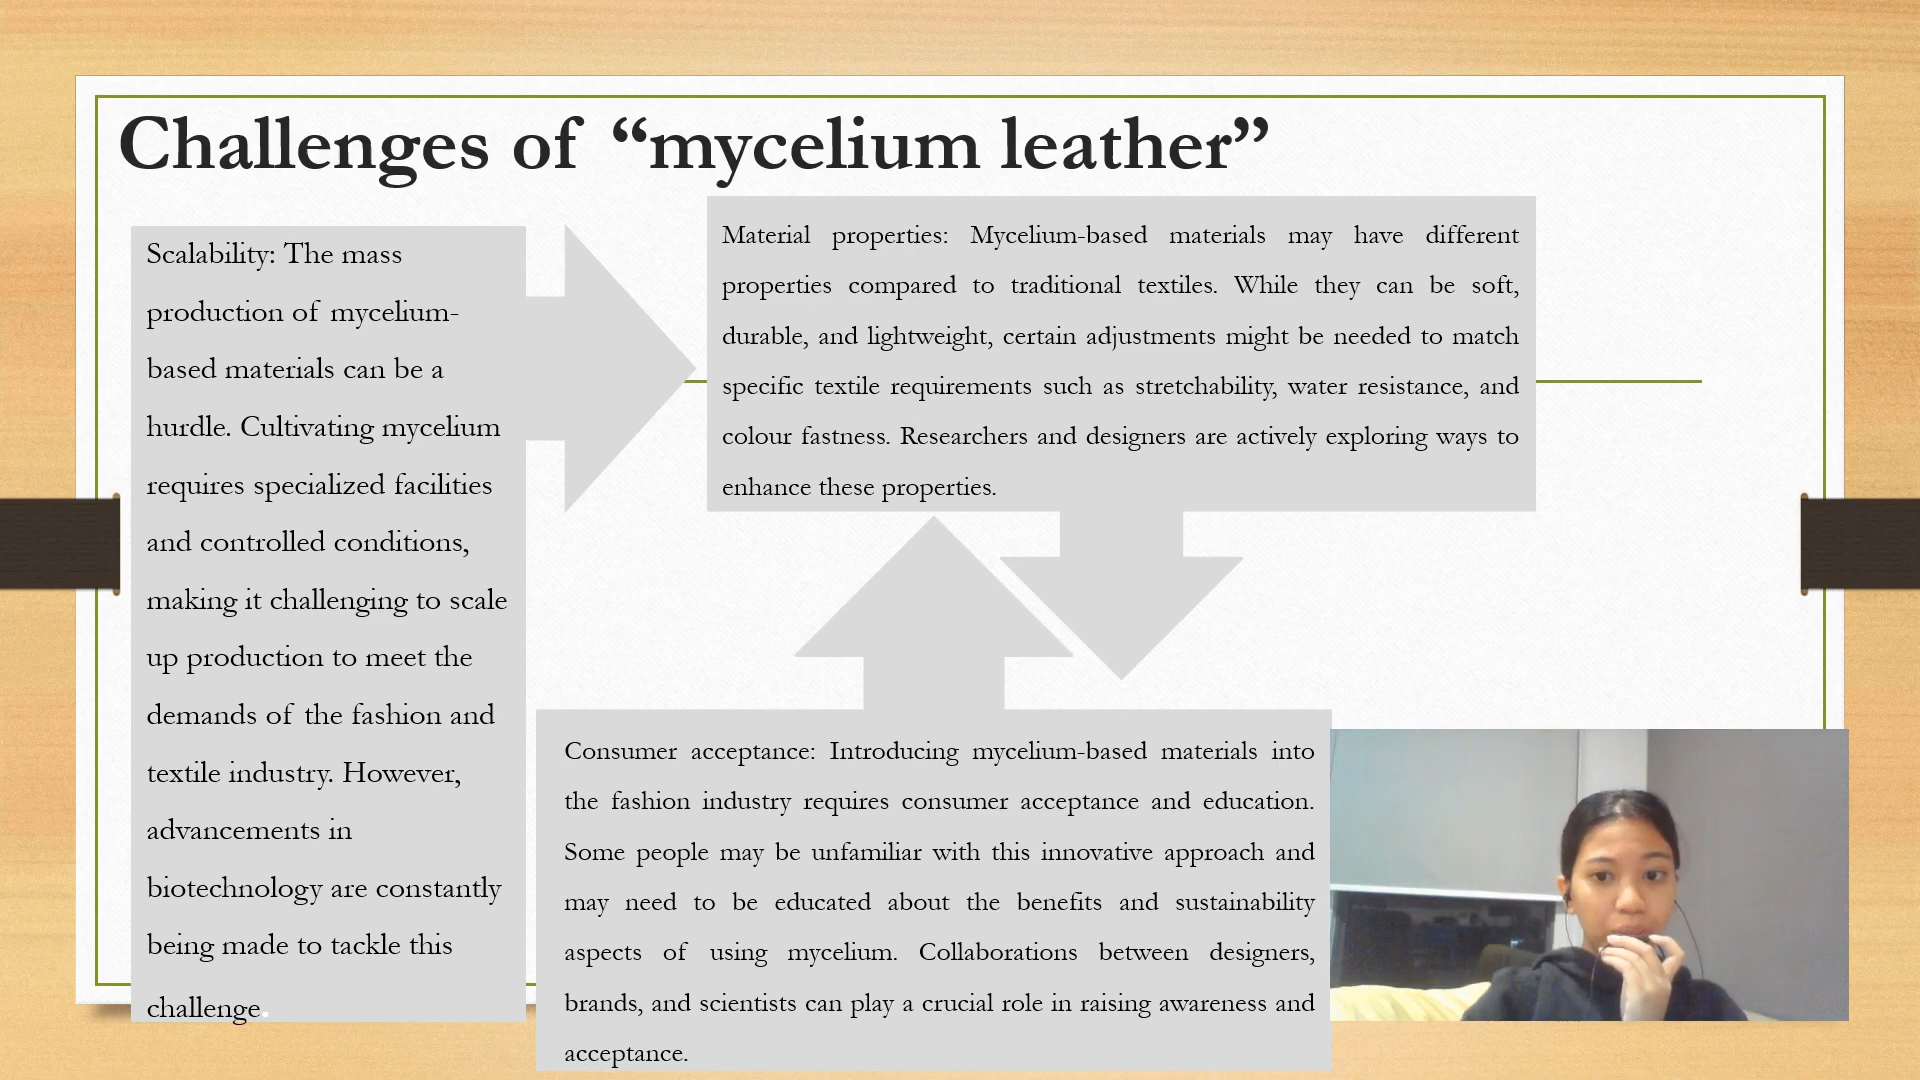 Challenges of “mycelium leather”
Scalability: The mass
production of mycelium-
based materials can be a
hurdle. Cultivating mycelium
requires specialized facilities
and controlled conditions,
making it challenging to scale
up production to meet the
demands of the fashion and
textile industry. However,
advancements in
biotechnology are constantly
being made to tackle this
challenge.
Material properties: Mycelium-based materials may have different
properties compared to traditional textiles. While they can be soft,
durable, and lightweight, certain adjustments might be needed to match
specific textile requirements such as stretchability, water resistance, and
colour fastness. Researchers and designers are actively exploring ways to
enhance these properties.
Consumer acceptance: Introducing mycelium-based materials into
the fashion industry requires consumer acceptance and education.
Some people may be unfamiliar with this innovative approach and
may need to be educated about the benefits and sustainability
aspects of using mycelium. Collaborations between designers,
brands, and scientists can play a crucial role in raising awareness and
acceptance.